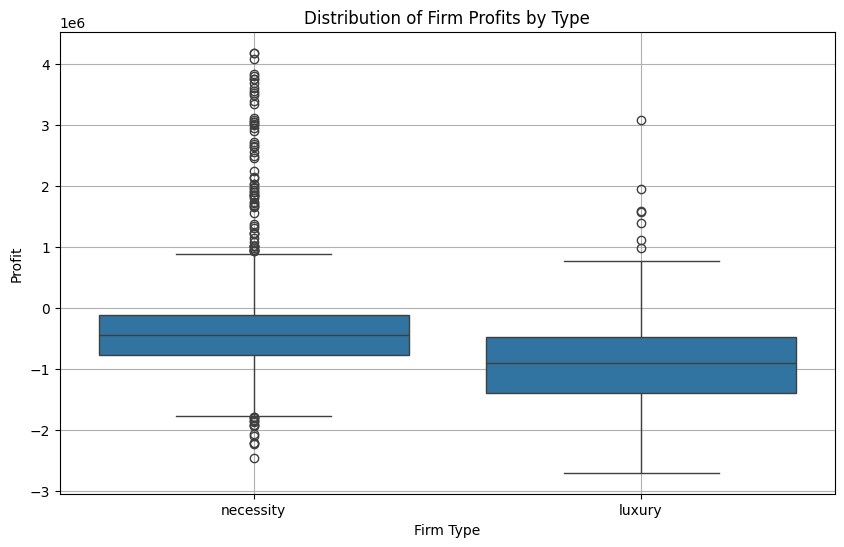 Distribution of Firm Profits by Type
1e6
4
3
2
1
0
−1
−2
−3
Profit
necessity
luxury
Firm Type